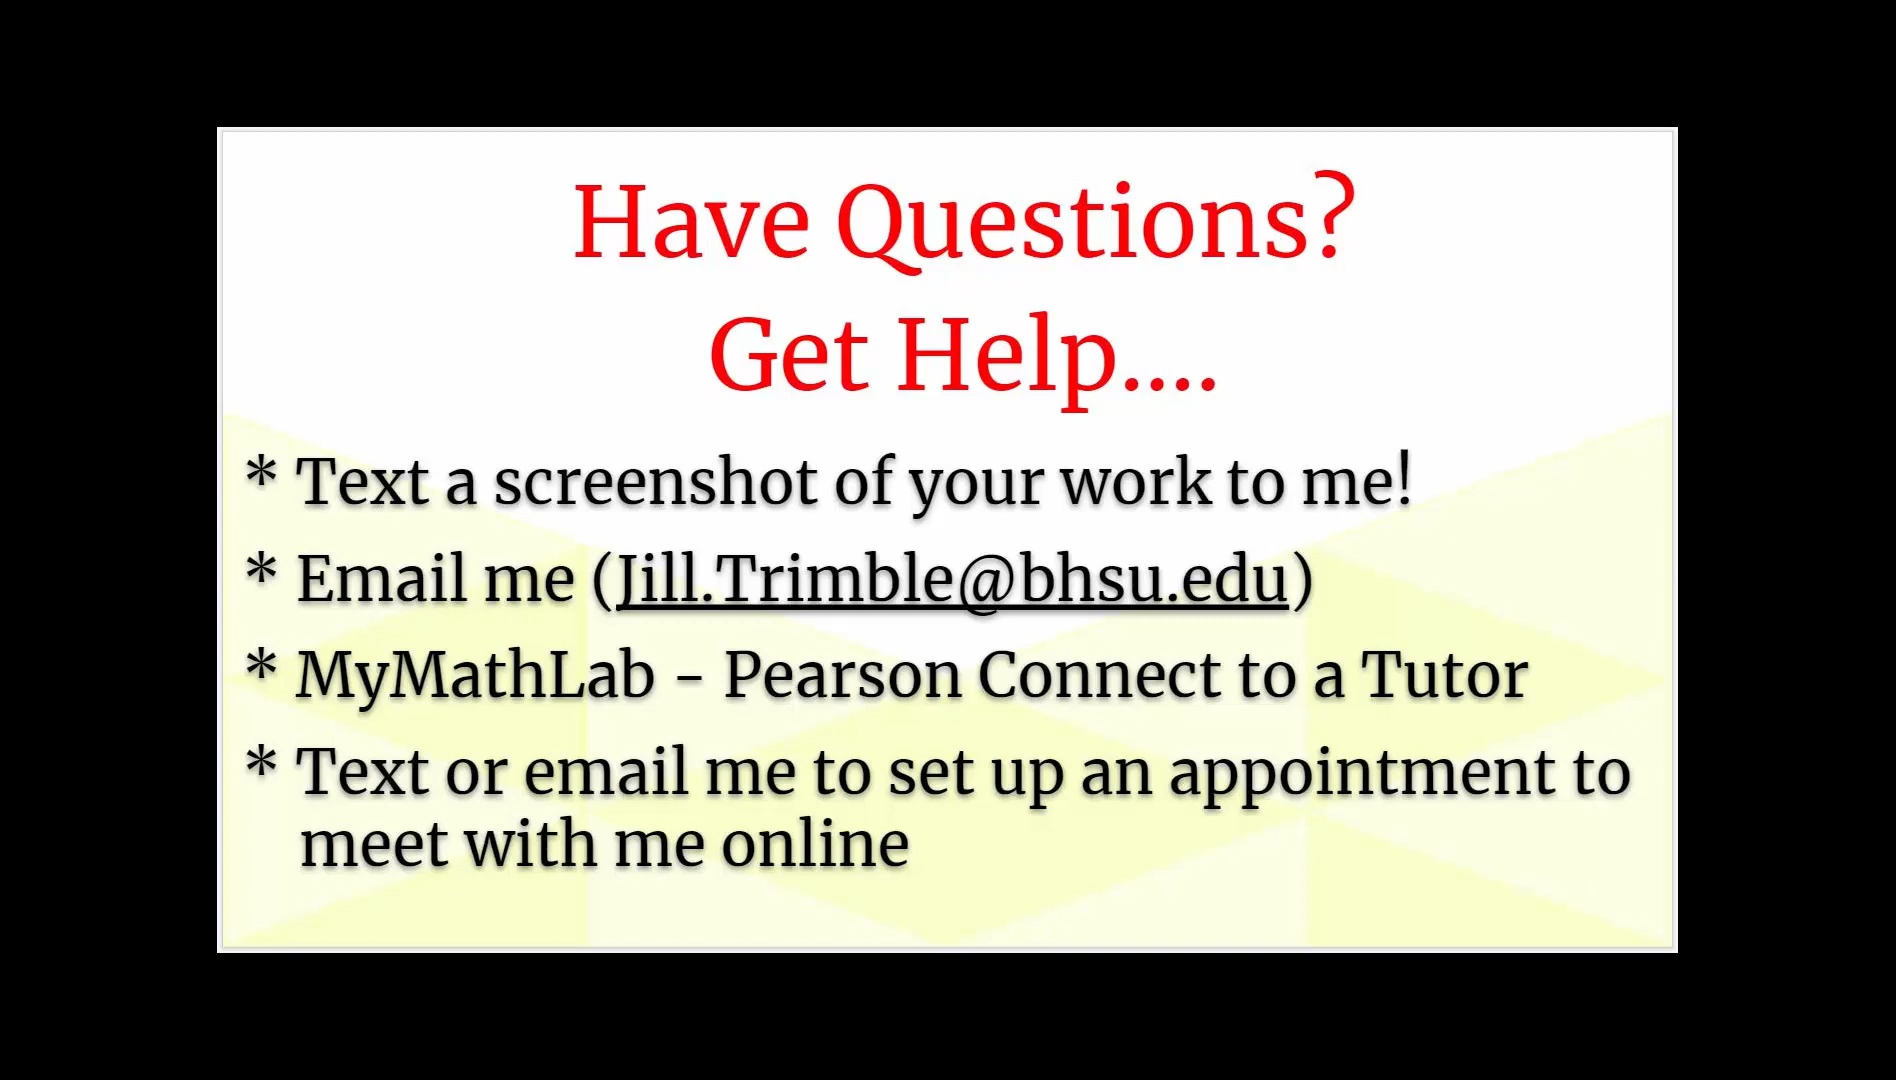 Have Questions?
Get Help....
* Text a screenshot of your work to me!
* Email me (Jill.Trimble@bhsu.edu)
* MyMathLab - Pearson Connect to a Tutor
* Text or email me to set up an appointment to
meet with me online